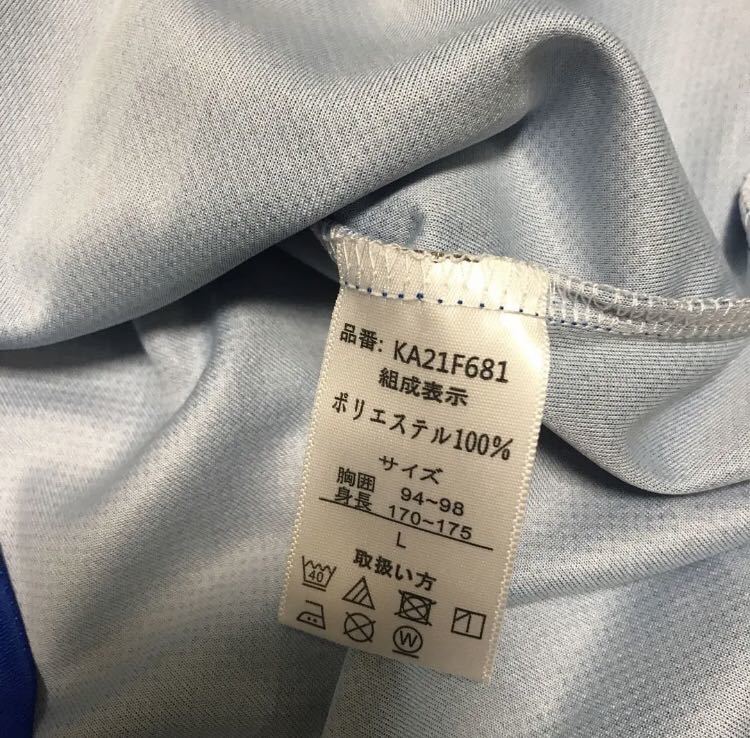 品番: KA21F681
組成表示
ポリエステル100%
サイズ
胸囲 94~98
身長 170-175
L
取扱い方
40
W